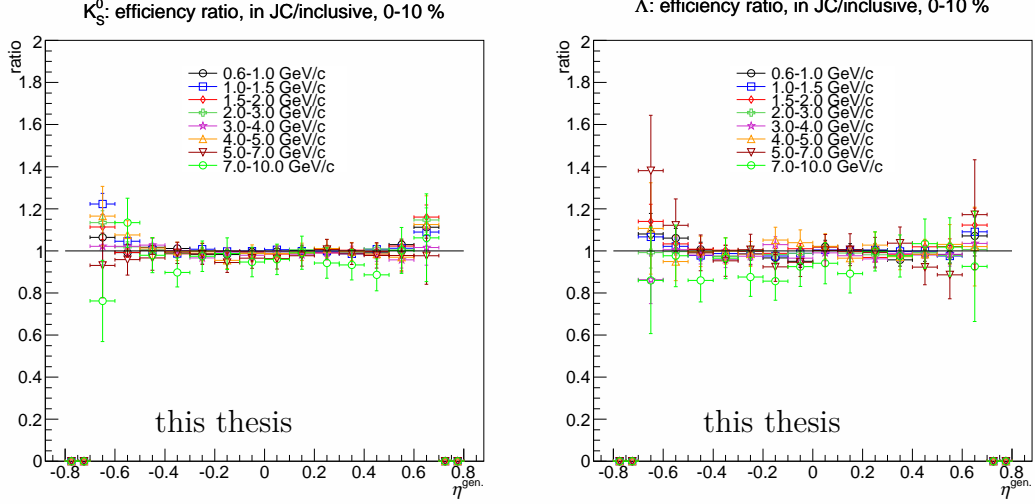 K⁰_S: efficiency ratio, in JC/inclusive, 0-10 %
ratio
2
1.8
1.6
1.4
1.2
1
0.8
0.6
0.4
0.2
0
0.6-1.0 GeV/c
1.0-1.5 GeV/c
1.5-2.0 GeV/c
2.0-3.0 GeV/c
3.0-4.0 GeV/c
4.0-5.0 GeV/c
5.0-7.0 GeV/c
7.0-10.0 GeV/c
this thesis
-0.8 -0.6 -0.4 -0.2 0 0.2 0.4 0.6 0.8
η^gen.
Λ: efficiency ratio, in JC/inclusive, 0-10 %
ratio
2
1.8
1.6
1.4
1.2
1
0.8
0.6
0.4
0.2
0
0.6-1.0 GeV/c
1.0-1.5 GeV/c
1.5-2.0 GeV/c
2.0-3.0 GeV/c
3.0-4.0 GeV/c
4.0-5.0 GeV/c
5.0-7.0 GeV/c
7.0-10.0 GeV/c
this thesis
-0.8 -0.6 -0.4 -0.2 0 0.2 0.4 0.6 0.8
η^gen.